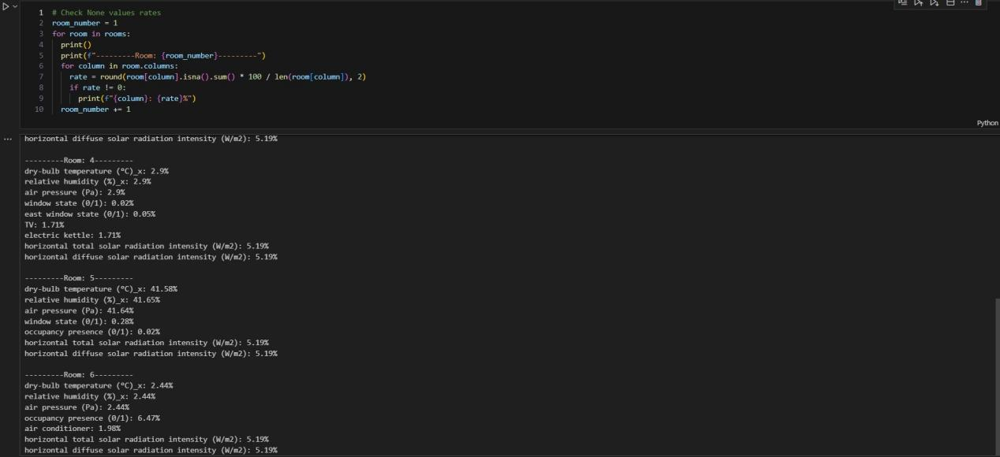 1 # Check None values rates
2 room_number = 1
3 for room in rooms:
4 print()
5 print(f"---------Room: {room_number}---------")
6 for column in room.columns:
7 rate = round(room[column].isna().sum() * 100 / len(room[column]), 2)
8 if rate != 0:
9 print(f"{column}: {rate}%")
10 room_number += 1
Python
horizontal diffuse solar radiation intensity (W/m2): 5.19%
---------Room: 4---------
dry-bulb temperature (°C)_x: 2.9%
relative humidity (%)_x: 2.9%
air pressure (Pa): 2.9%
window state (0/1): 0.02%
east window state (0/1): 0.05%
TV: 1.71%
electric kettle: 1.71%
horizontal total solar radiation intensity (W/m2): 5.19%
horizontal diffuse solar radiation intensity (W/m2): 5.19%
---------Room: 5---------
dry-bulb temperature (°C)_x: 41.58%
relative humidity (%)_x: 41.65%
air pressure (Pa): 41.64%
window state (0/1): 0.28%
occupancy presence (0/1): 0.02%
horizontal total solar radiation intensity (W/m2): 5.19%
horizontal diffuse solar radiation intensity (W/m2): 5.19%
---------Room: 6---------
dry-bulb temperature (°C)_x: 2.44%
relative humidity (%)_x: 2.44%
air pressure (Pa): 2.44%
occupancy presence (0/1): 6.47%
air conditioner: 1.98%
horizontal total solar radiation intensity (W/m2): 5.19%
horizontal diffuse solar radiation intensity (W/m2): 5.19%